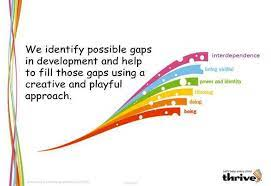 We identify possible gaps
in development and help
to fill those gaps using a
creative and playful
approach.
interdependence
being skilful
power and identity
thinking
doing
being
thrive